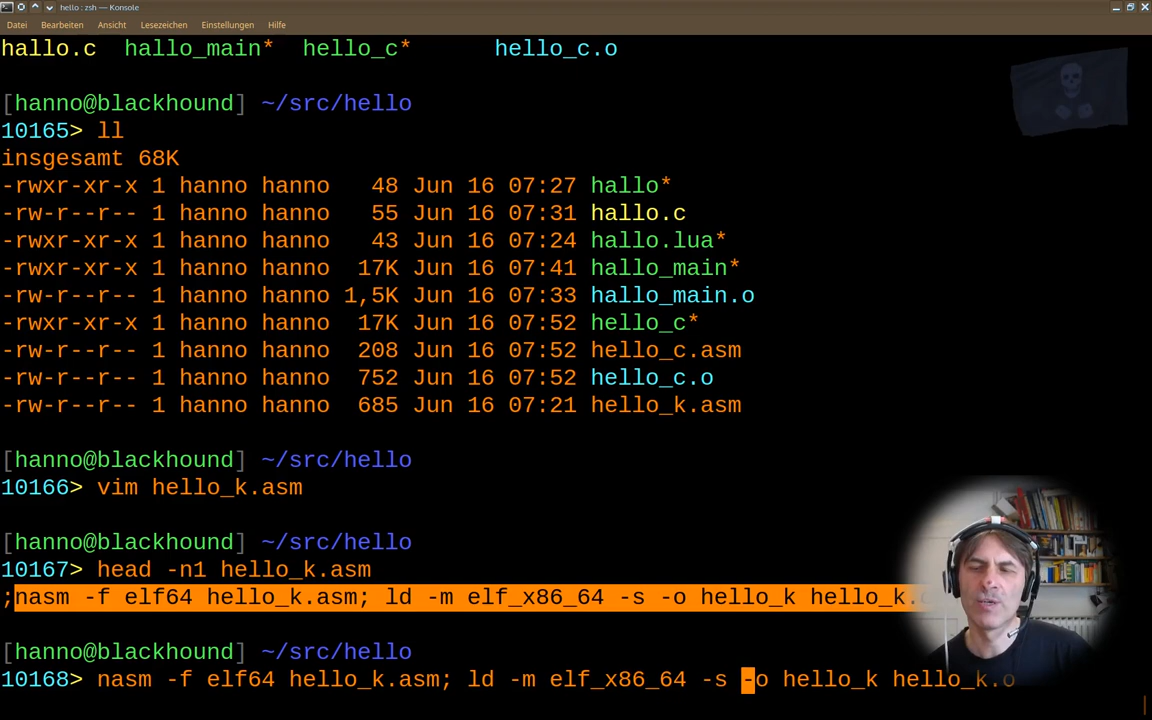 hello : zsh — Konsole
Datei Bearbeiten Ansicht Lesezeichen Einstellungen Hilfe
hallo.c hallo_main* hello_c* hello_c.o
[hanno@blackhound] ~/src/hello
10165> ll
insgesamt 68K
-rwxr-xr-x 1 hanno hanno 48 Jun 16 07:27 hallo*
-rw-r--r-- 1 hanno hanno 55 Jun 16 07:31 hallo.c
-rwxr-xr-x 1 hanno hanno 43 Jun 16 07:24 hallo.lua*
-rwxr-xr-x 1 hanno hanno 17K Jun 16 07:41 hallo_main*
-rw-r--r-- 1 hanno hanno 1,5K Jun 16 07:33 hallo_main.o
-rwxr-xr-x 1 hanno hanno 17K Jun 16 07:52 hello_c*
-rw-r--r-- 1 hanno hanno 208 Jun 16 07:52 hello_c.asm
-rw-r--r-- 1 hanno hanno 752 Jun 16 07:52 hello_c.o
-rw-r--r-- 1 hanno hanno 685 Jun 16 07:21 hello_k.asm
[hanno@blackhound] ~/src/hello
10166> vim hello_k.asm
[hanno@blackhound] ~/src/hello
10167> head -n1 hello_k.asm
;nasm -f elf64 hello_k.asm; ld -m elf_x86_64 -s -o hello_k hello_k.o
[hanno@blackhound] ~/src/hello
10168> nasm -f elf64 hello_k.asm; ld -m elf_x86_64 -s -o hello_k hello_k.o